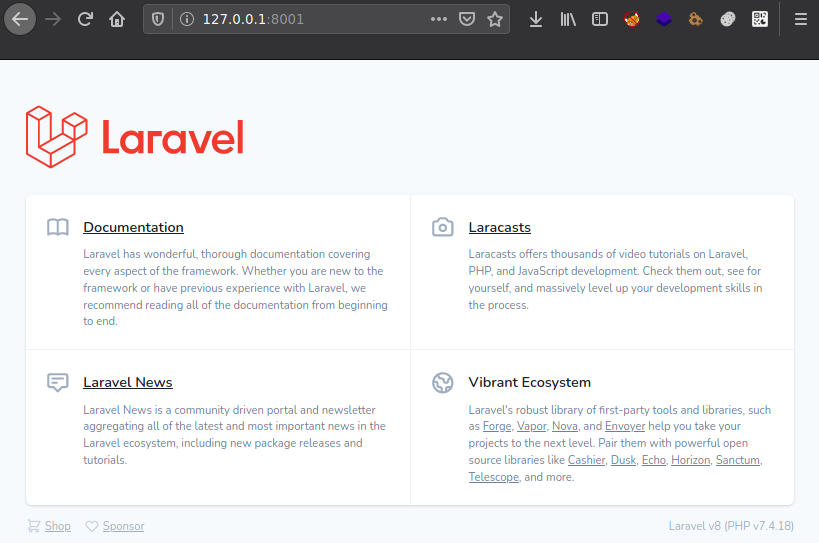 127.0.0.1:8001
Laravel
Documentation
Laravel has wonderful, thorough documentation covering
every aspect of the framework. Whether you are new to the
framework or have previous experience with Laravel, we
recommend reading all of the documentation from beginning
to end.
Laracasts
Laracasts offers thousands of video tutorials on Laravel,
PHP, and JavaScript development. Check them out, see for
yourself, and massively level up your development skills in
the process.
Laravel News
Laravel News is a community driven portal and newsletter
aggregating all of the latest and most important news in the
Laravel ecosystem, including new package releases and
tutorials.
Vibrant Ecosystem
Laravel's robust library of first-party tools and libraries, such
as Forge, Vapor, Nova, and Envoyer help you take your
projects to the next level. Pair them with powerful open
source libraries like Cashier, Dusk, Echo, Horizon, Sanctum,
Telescope, and more.
Shop
Sponsor
Laravel v8 (PHP v7.4.18)